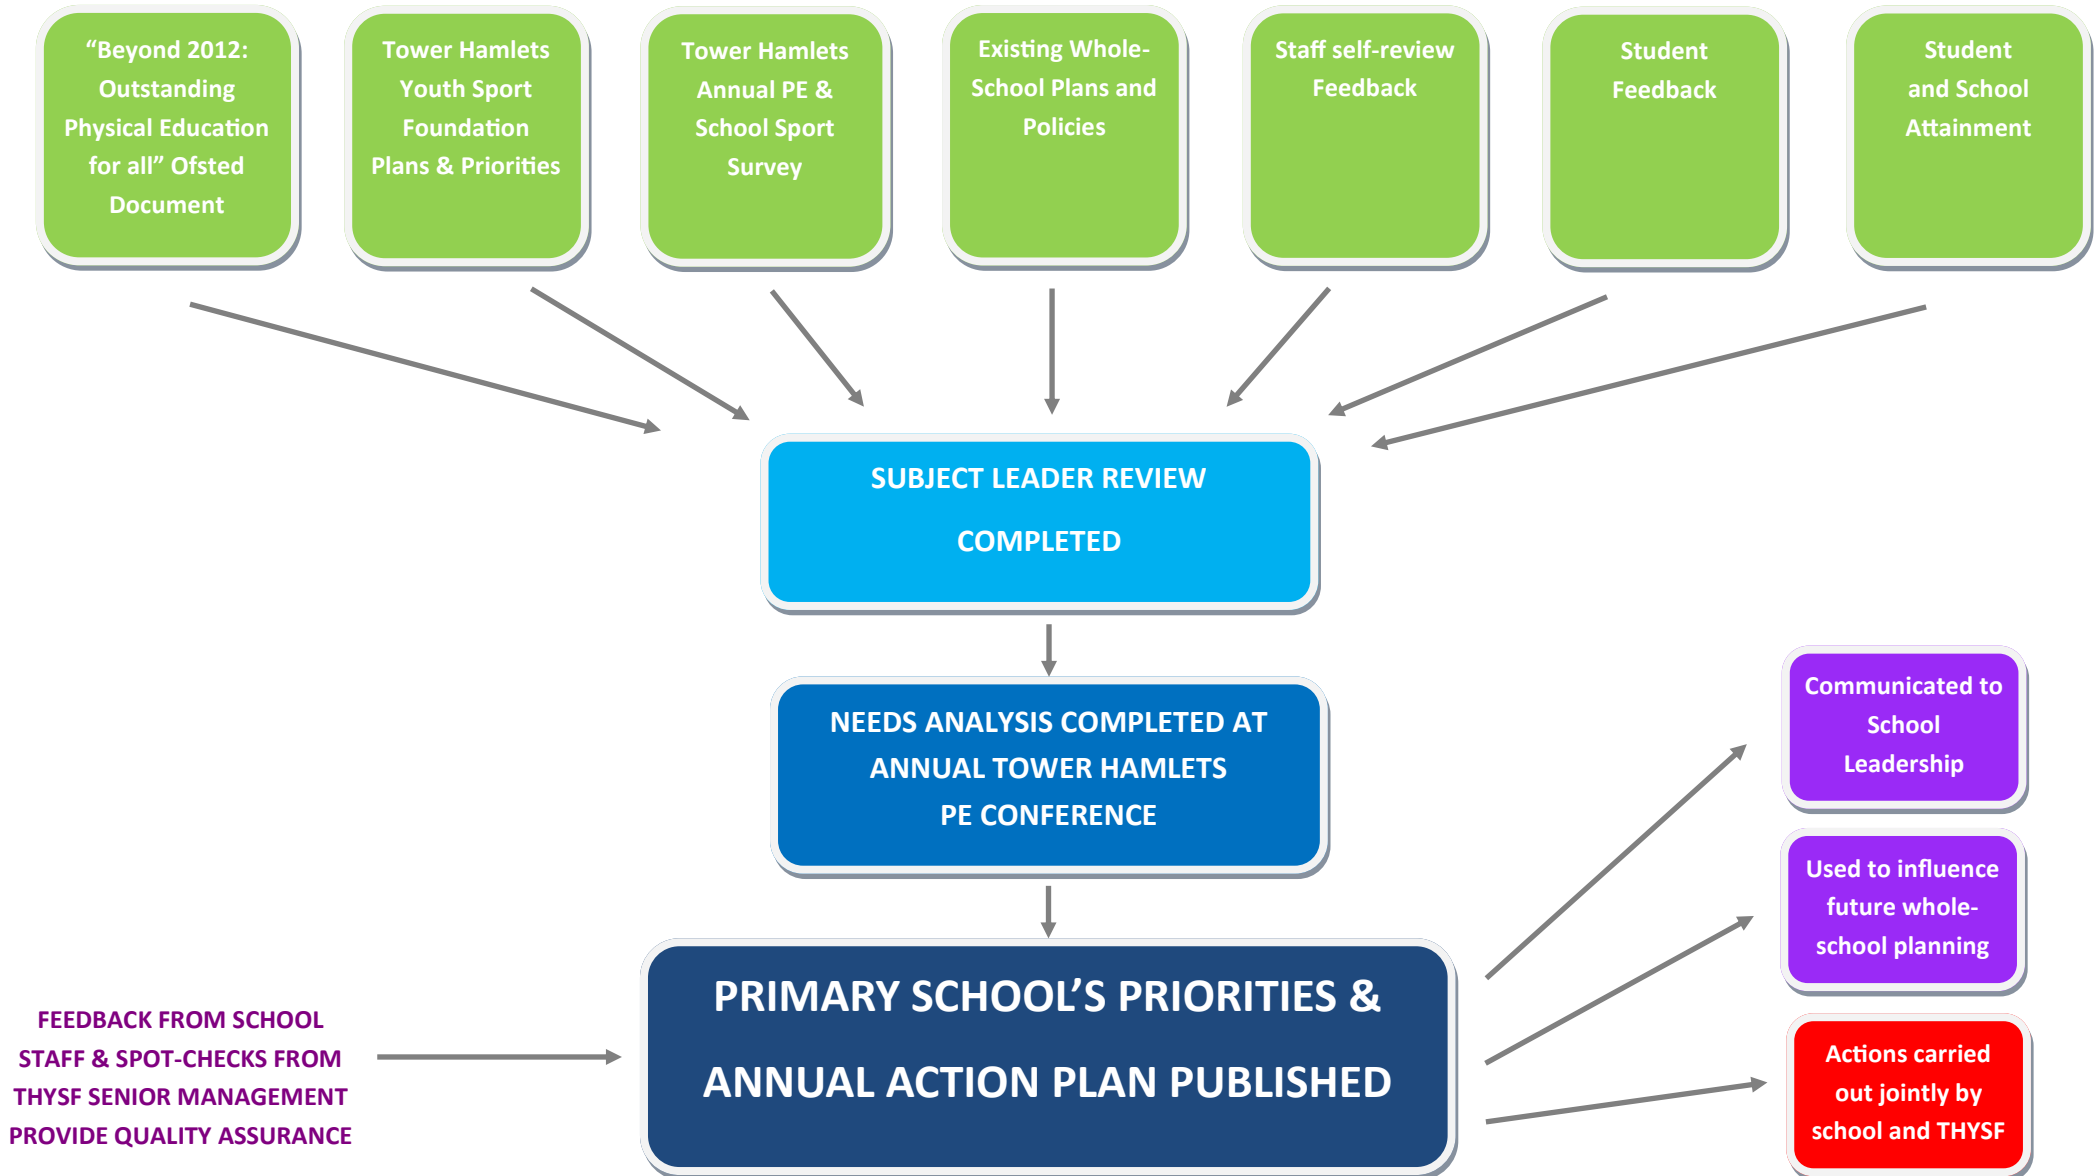 “Beyond 2012:
Outstanding
Physical Education
for all” Ofsted
Document
Tower Hamlets
Youth Sport
Foundation
Plans & Priorities
Tower Hamlets
Annual PE &
School Sport
Survey
Existing Whole-
School Plans and
Policies
Staff self-review
Feedback
Student
Feedback
Student
and School
Attainment
SUBJECT LEADER REVIEW
COMPLETED
NEEDS ANALYSIS COMPLETED AT
ANNUAL TOWER HAMLETS
PE CONFERENCE
FEEDBACK FROM SCHOOL
STAFF & SPOT-CHECKS FROM
THYSF SENIOR MANAGEMENT
PROVIDE QUALITY ASSURANCE
PRIMARY SCHOOL’S PRIORITIES &
ANNUAL ACTION PLAN PUBLISHED
Communicated to
School
Leadership
Used to influence
future whole-
school planning
Actions carried
out jointly by
school and THYSF